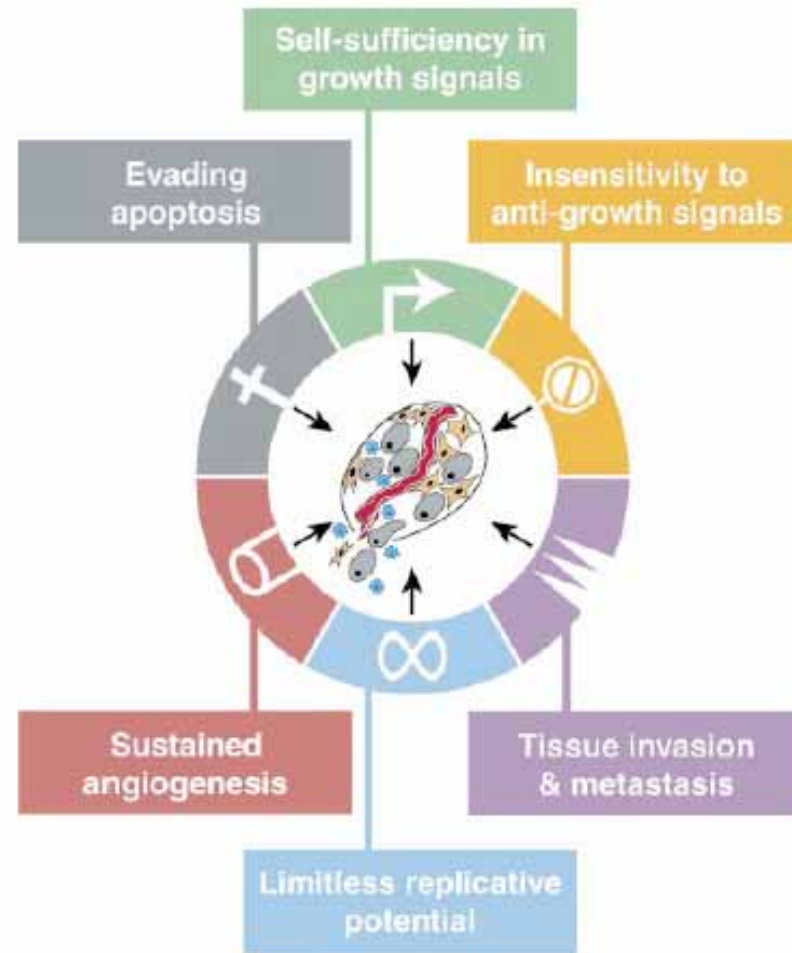 Self-sufficiency in
growth signals
Evading
apoptosis
Insensitivity to
anti-growth signals
Sustained
angiogenesis
Tissue invasion
& metastasis
Limitless replicative
potential